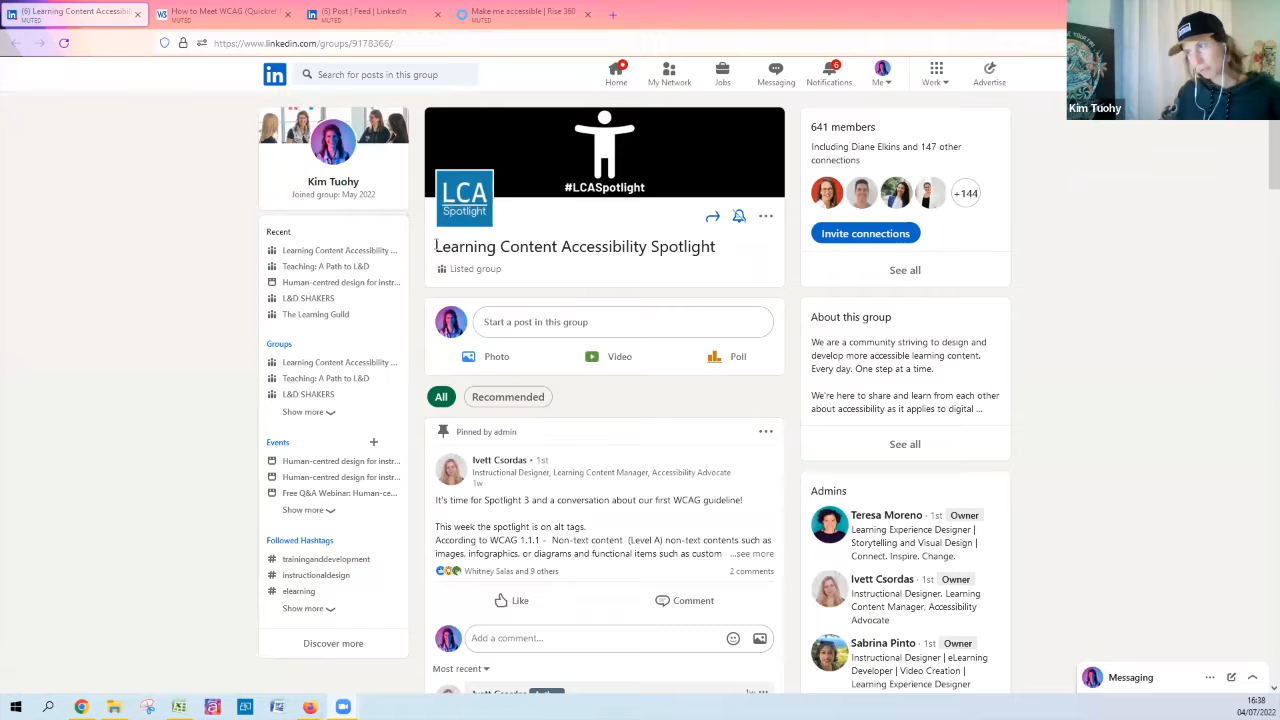 (5) Learning Content Accessibility
MUTED
How to Meet WCAG (Quickref
MUTED
(5) Post | Feed | LinkedIn
MUTED
Make me accessible | Rise 360
MUTED
https://www.linkedin.com/groups/9178366/
Search for posts in this group
Home
My Network
Jobs
Messaging
6
Notifications
Me
Work
Advertise
Kim Tuohy
Kim Tuohy
Joined group: May 2022
Recent
Learning Content Accessibility ...
Teaching: A Path to L&D
Human-centred design for instr...
L&D SHAKERS
The Learning Guild
Groups
Learning Content Accessibility ...
Teaching: A Path to L&D
L&D SHAKERS
Show more
Events
Human-centred design for instr...
Human-centred design for instr...
Free Q&A Webinar: Human-ce...
Show more
Followed Hashtags
# traininganddevelopment
# instructionaldesign
# elearning
Show more
Discover more
#LCASpotlight
LCA
Spotlight
Learning Content Accessibility Spotlight
Listed group
Start a post in this group
Photo
Video
Poll
All
Recommended
Pinned by admin
Ivett Csordas • 1st
Instructional Designer, Learning Content Manager, Accessibility Advocate
1w
It's time for Spotlight 3 and a conversation about our first WCAG guideline!
This week the spotlight is on alt tags.
According to WCAG 1.1.1 - Non-text content (Level A) non-text contents such as
images, infographics, or diagrams and functional items such as custom ...see more
Whitney Salas and 9 others
2 comments
Like
Comment
Add a comment...
Most recent
641 members
Including Diane Elkins and 147 other
connections
+144
Invite connections
See all
About this group
We are a community striving to design and
develop more accessible learning content.
Every day. One step at a time.
We're here to share and learn from each other
about accessibility as it applies to digital ...
See all
Admins
Teresa Moreno · 1st Owner
Learning Experience Designer |
Storytelling and Visual Design |
Connect. Inspire. Change.
Ivett Csordas · 1st Owner
Instructional Designer, Learning
Content Manager, Accessibility
Advocate
Sabrina Pinto · 1st Owner
Instructional Designer | eLearning
Developer | Video Creation |
Learning Experience Designer
Messaging
16:38
04/07/2022